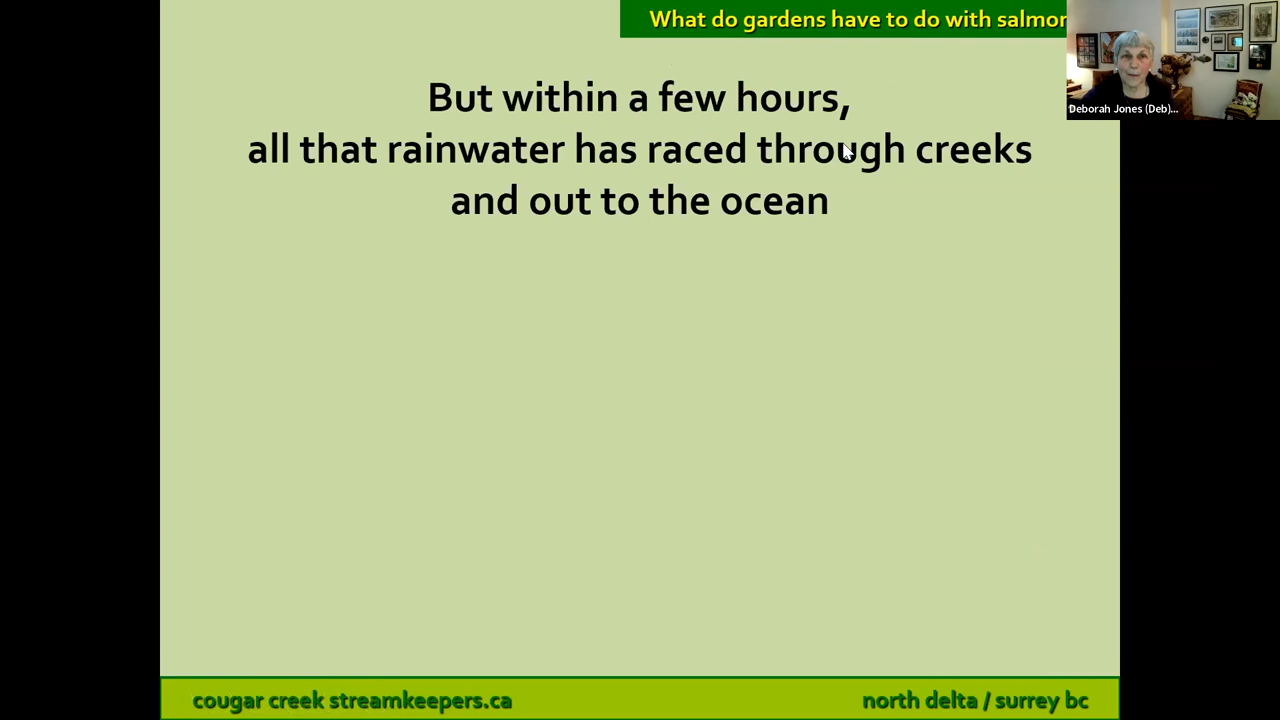 What do gardens have to do with salmon
But within a few hours,
all that rainwater has raced through creeks
and out to the ocean
Deborah Jones (Deb)...
cougar creek streamkeepers.ca
north delta / surrey bc